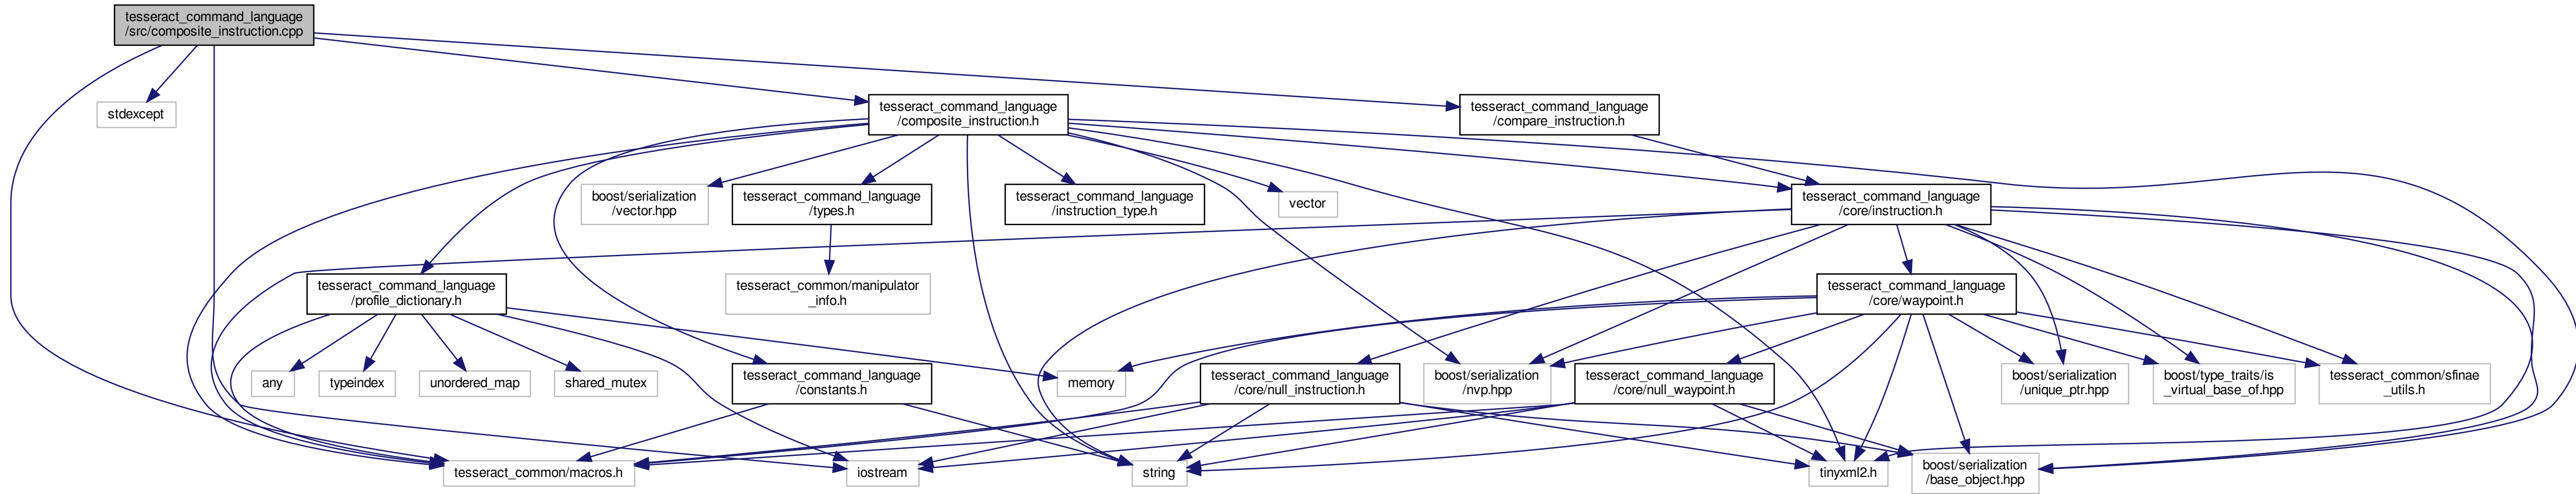 tesseract_command_language
/src/composite_instruction.cpp
stdexcept
tesseract_command_language
/composite_instruction.h
tesseract_command_language
/compare_instruction.h
boost/serialization
/vector.hpp
tesseract_command_language
/types.h
tesseract_command_language
/instruction_type.h
vector
tesseract_command_language
/core/instruction.h
tesseract_command_language
/profile_dictionary.h
tesseract_common/manipulator
_info.h
tesseract_command_language
/core/waypoint.h
any
typeindex
unordered_map
shared_mutex
tesseract_command_language
/constants.h
memory
tesseract_command_language
/core/null_instruction.h
boost/serialization
/nvp.hpp
tesseract_command_language
/core/null_waypoint.h
boost/serialization
/unique_ptr.hpp
boost/type_traits/is
_virtual_base_of.hpp
tesseract_common/sfinae
_utils.h
tesseract_common/macros.h
iostream
string
tinyxml2.h
boost/serialization
/base_object.hpp